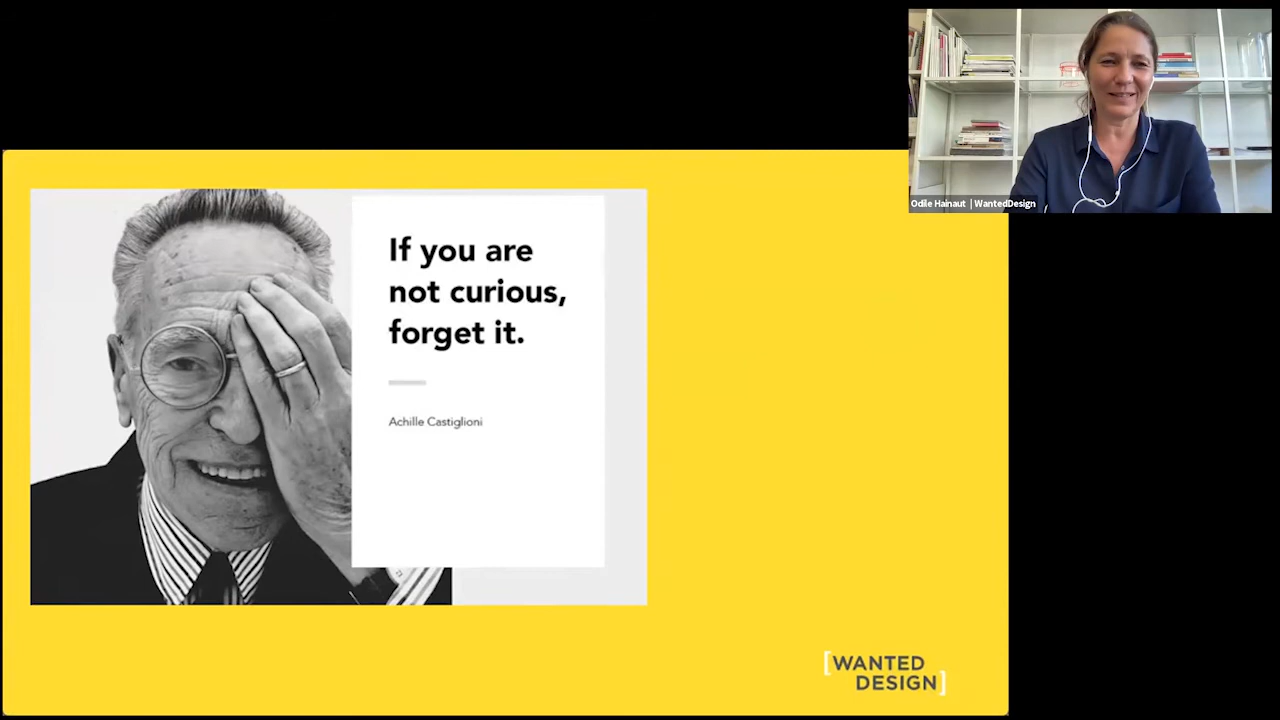 Odile Hainaut | WantedDesign
If you are
not curious,
forget it.
Achille Castiglioni
[WANTED
DESIGN]